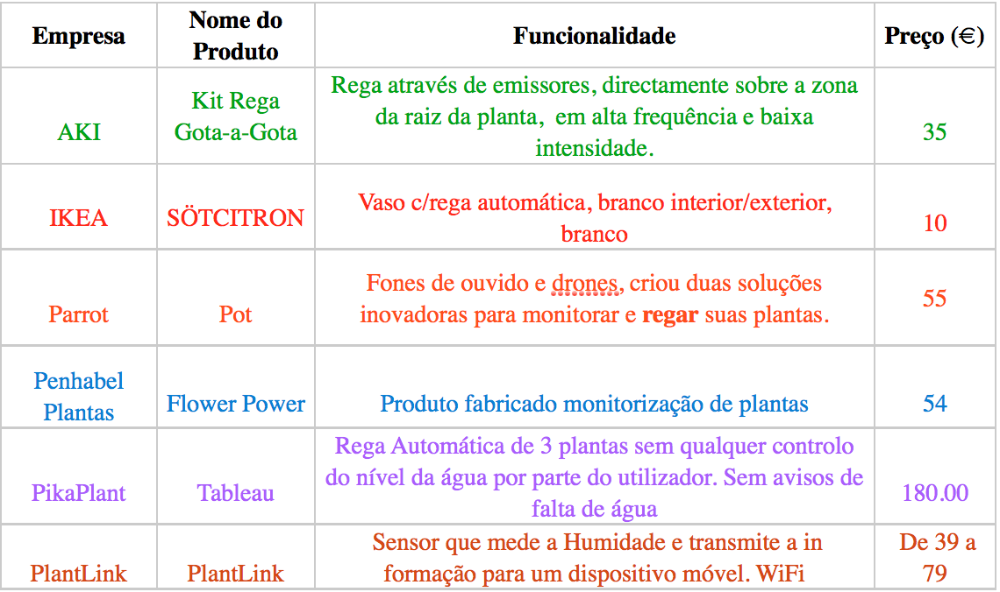 Empresa
Nome do
Produto
Funcionalidade
Preço (€)
AKI
Kit Rega
Gota-a-Gota
Rega através de emissores, directamente sobre a zona
da raiz da planta,  em alta frequência e baixa
intensidade.
35
IKEA
SÖTCITRON
Vaso c/rega automática, branco interior/exterior,
branco
10
Parrot
Pot
Fones de ouvido e drones, criou duas soluções
inovadoras para monitorar e regar suas plantas.
55
Penhabel
Plantas
Flower Power
Produto fabricado monitorização de plantas
54
PikaPlant
Tableau
Rega Automática de 3 plantas sem qualquer controlo
do nível da água por parte do utilizador. Sem avisos de
falta de água
180.00
PlantLink
PlantLink
Sensor que mede a Humidade e transmite a in
formação para um dispositivo móvel. WiFi
De 39 a
79